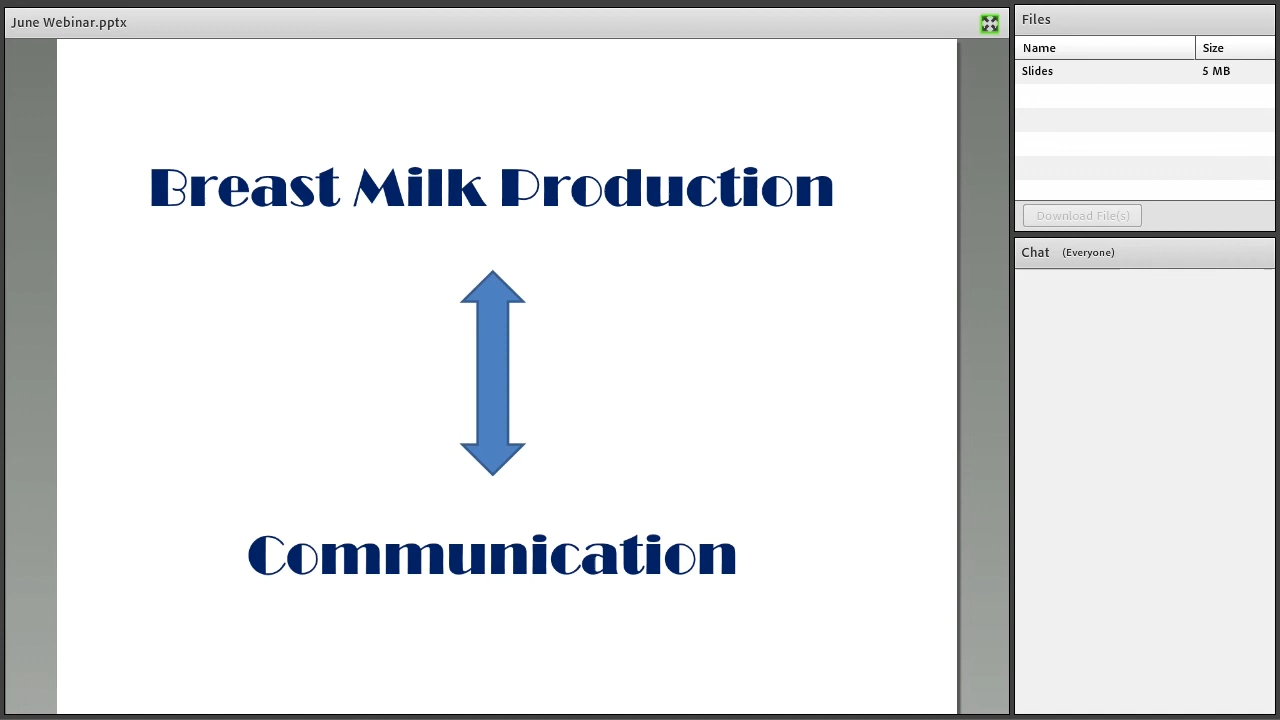 June Webinar.pptx
Breast Milk Production
Communication
Files
Name Size
Slides 5 MB
Download File(s)
Chat (Everyone)